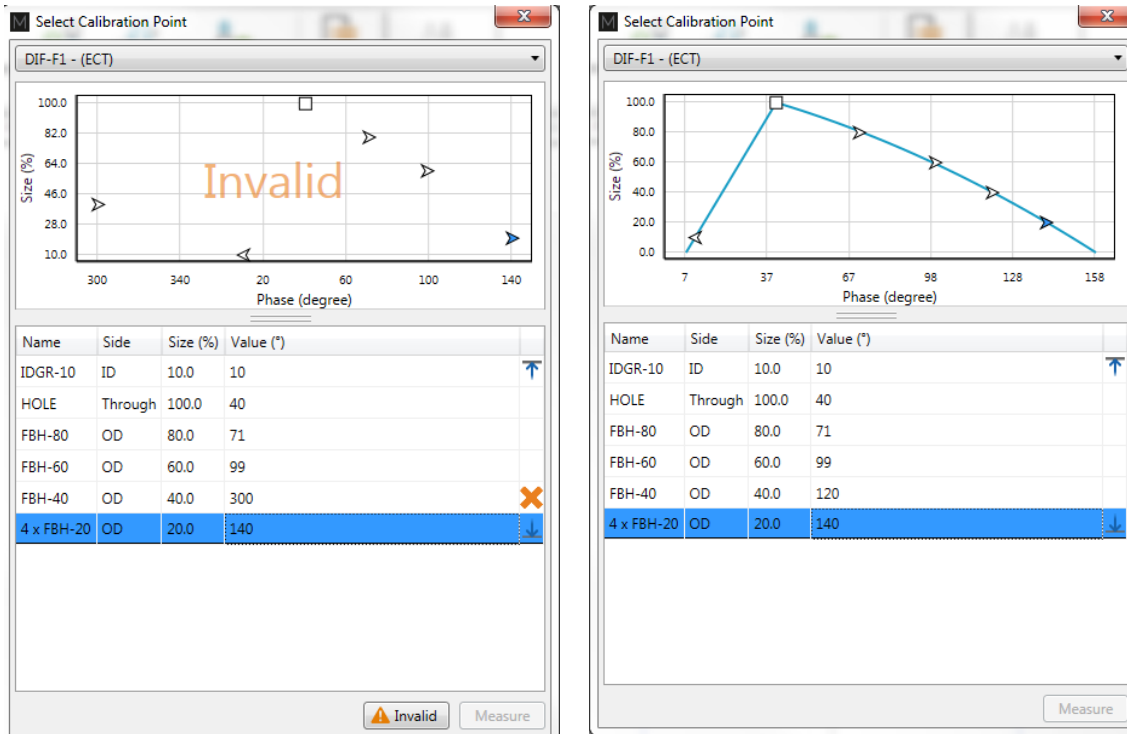 M Select Calibration Point x
DIF-F1 - (ECT)
100.0
82.0
64.0
46.0
28.0
10.0
Size (%)
Invalid
300 340 20 60 100 140
Phase (degree)
Name Side Size (%) Value (°)
IDGR-10 ID 10.0 10
HOLE Through 100.0 40
FBH-80 OD 80.0 71
FBH-60 OD 60.0 99
FBH-40 OD 40.0 300
4 x FBH-20 OD 20.0 140
Invalid Measure
M Select Calibration Point x
DIF-F1 - (ECT)
100.0
80.0
60.0
40.0
20.0
0.0
Size (%)
7 37 67 98 128 158
Phase (degree)
Name Side Size (%) Value (°)
IDGR-10 ID 10.0 10
HOLE Through 100.0 40
FBH-80 OD 80.0 71
FBH-60 OD 60.0 99
FBH-40 OD 40.0 120
4 x FBH-20 OD 20.0 140
Measure